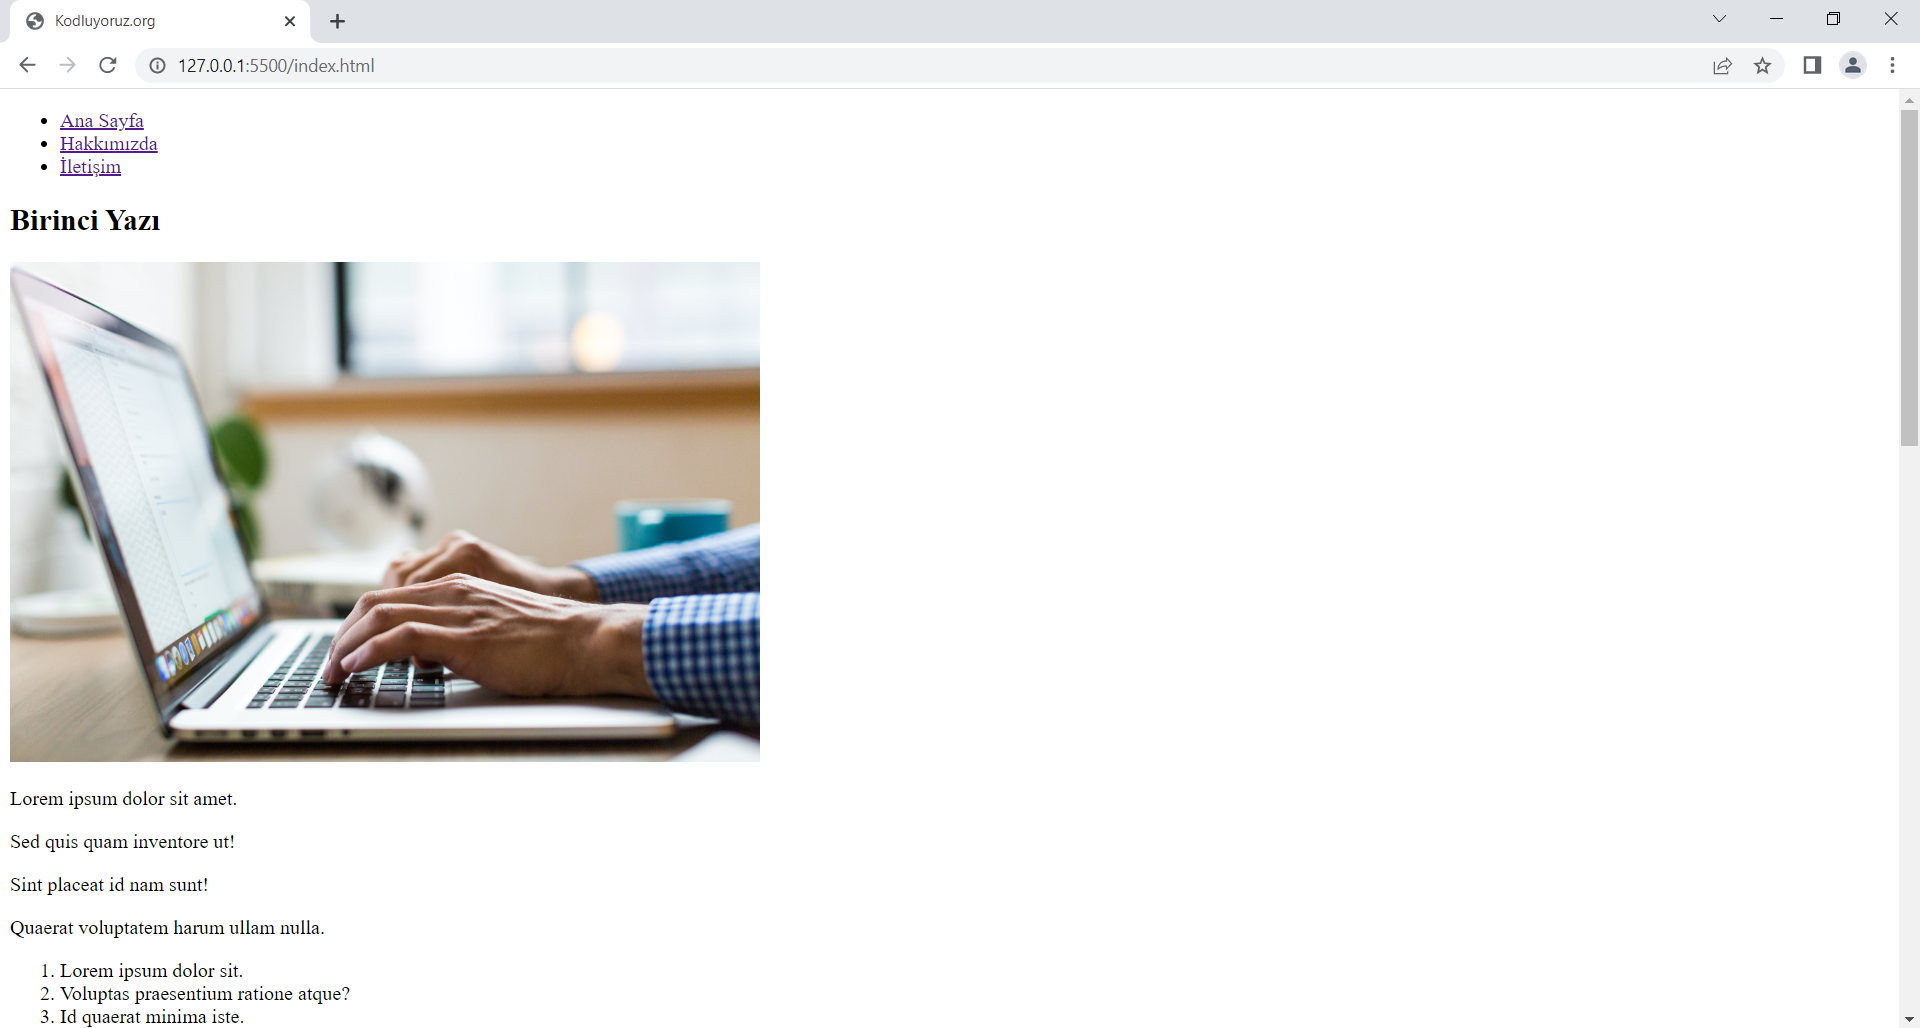 Kodluyoruz.org
127.0.0.1:5500/index.html
Ana Sayfa
Hakkımızda
İletişim
Birinci Yazı
Lorem ipsum dolor sit amet.
Sed quis quam inventore ut!
Sint placeat id nam sunt!
Quaerat voluptatem harum ullam nulla.
1. Lorem ipsum dolor sit.
2. Voluptas praesentium ratione atque?
3. Id quaerat minima iste.